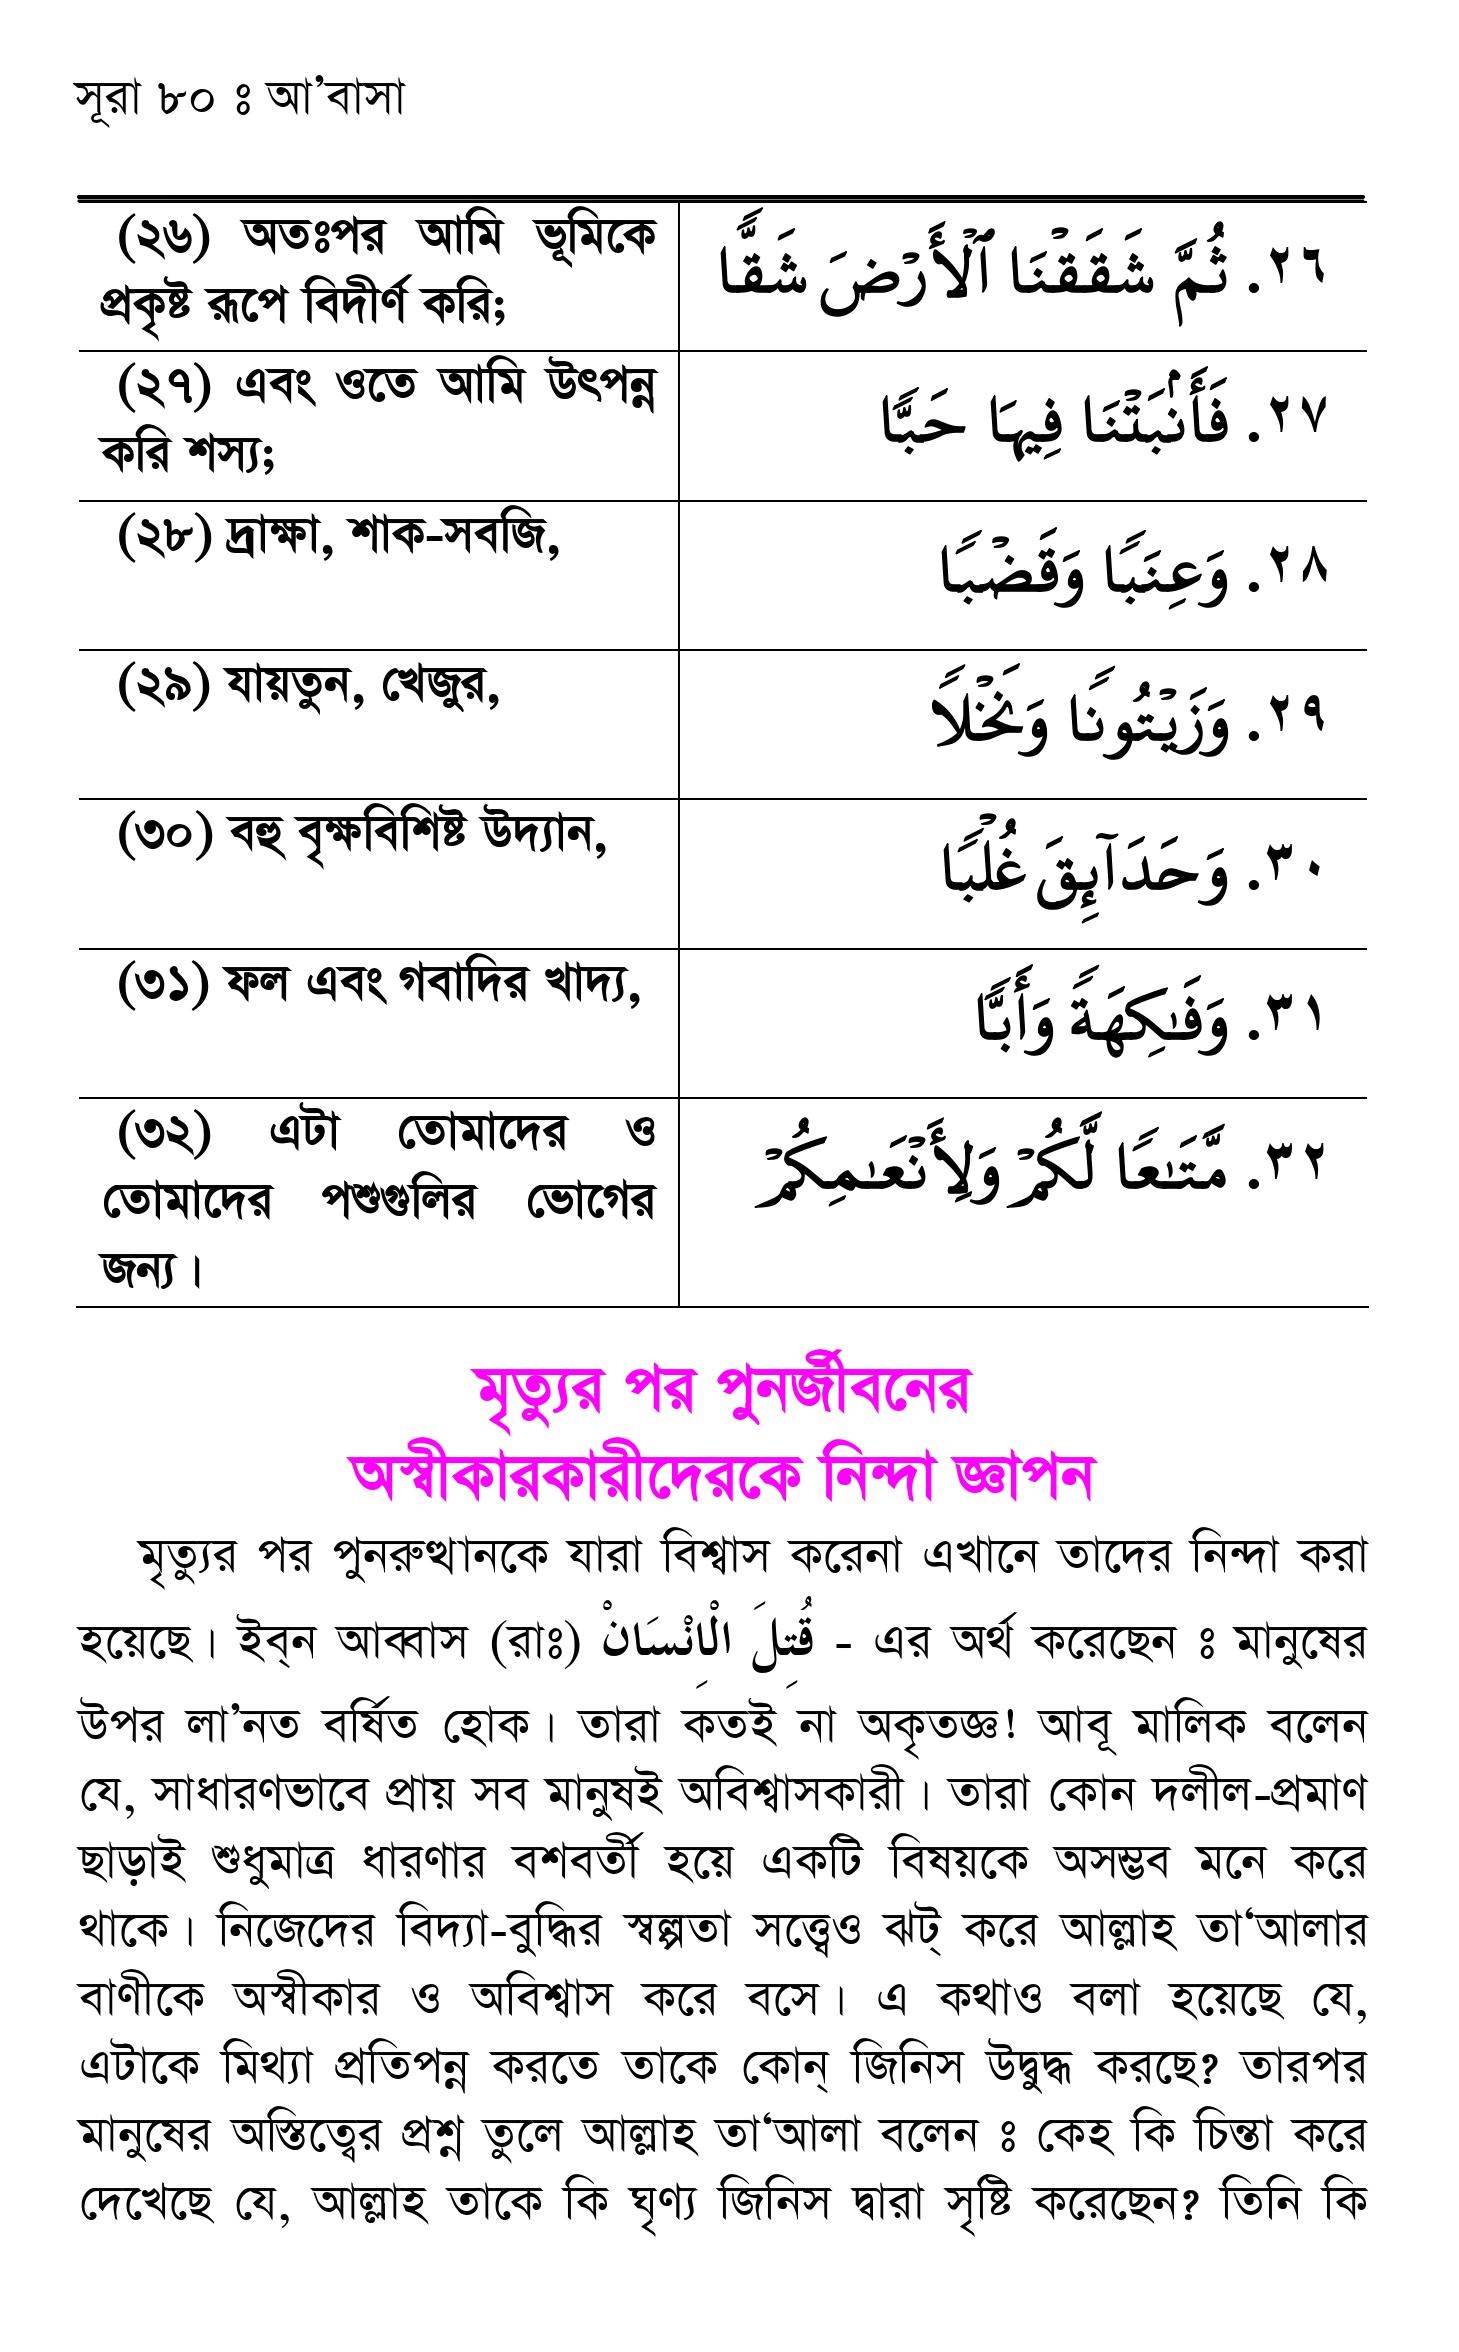 সূরা ৮০ ঃ আ’বাসা
(২৬) অতঃপর আমি ভূমিকে
প্রকৃষ্ট রূপে বিদীর্ণ করি;
٢٦. ثُمَّ شَقَقْنَا ٱلْأَرْضَ شَقًّا
(২৭) এবং ওতে আমি উৎপন্ন
করি শস্য;
٢٧. فَأَنۢبَتْنَا فِيهَا حَبًّا
(২৮) দ্রাক্ষা, শাক-সবজি,
٢٨. وَعِنَبًا وَقَضْبًا
(২৯) যায়তুন, খেজুর,
٢٩. وَزَيْتُونًا وَنَخْلًا
(৩০) বহু বৃক্ষবিশিষ্ট উদ্যান,
٣٠. وَحَدَآئِقَ غُلْبًا
(৩১) ফল এবং গবাদির খাদ্য,
٣١. وَفَـٰكِهَةً وَأَبًّا
(৩২) এটা তোমাদের ও
তোমাদের পশুগুলির ভোগের
জন্য।
٣٢. مَّتَـٰعًا لَّكُمْ وَلِأَنْعَـٰمِكُمْ
মৃত্যুর পর পুনর্জীবনের
অস্বীকারকারীদেরকে নিন্দা জ্ঞাপন
মৃত্যুর পর পুনরুত্থানকে যারা বিশ্বাস করেনা এখানে তাদের নিন্দা করা
হয়েছে। ইব্‌ন আব্বাস (রাঃ) قُتِلَ الْاِنْسَانْ - এর অর্থ করেছেন ঃ মানুষের
উপর লা’নত বর্ষিত হোক। তারা কতই না অকৃতজ্ঞ! আবূ মালিক বলেন
যে, সাধারণভাবে প্রায় সব মানুষই অবিশ্বাসকারী। তারা কোন দলীল-প্রমাণ
ছাড়াই শুধুমাত্র ধারণার বশবর্তী হয়ে একটি বিষয়কে অসম্ভব মনে করে
থাকে। নিজেদের বিদ্যা-বুদ্ধির স্বল্পতা সত্ত্বেও ঝট্ করে আল্লাহ তা‘আলার
বাণীকে অস্বীকার ও অবিশ্বাস করে বসে। এ কথাও বলা হয়েছে যে,
এটাকে মিথ্যা প্রতিপন্ন করতে তাকে কোন্ জিনিস উদ্বুদ্ধ করছে? তারপর
মানুষের অস্তিত্বের প্রশ্ন তুলে আল্লাহ তা‘আলা বলেন ঃ কেহ কি চিন্তা করে
দেখেছে যে, আল্লাহ তাকে কি ঘৃণ্য জিনিস দ্বারা সৃষ্টি করেছেন? তিনি কি